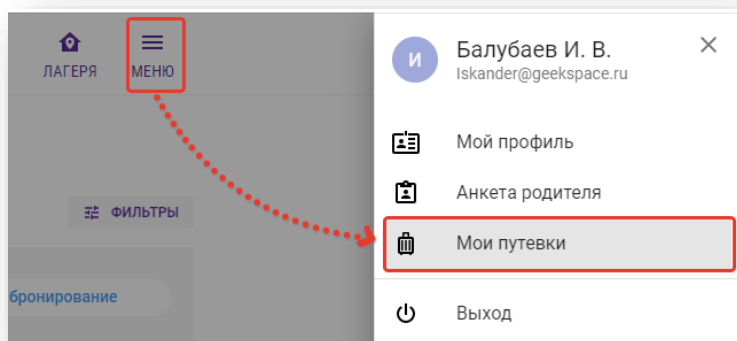 ЛАГЕРЯ
МЕНЮ
ФИЛЬТРЫ
бронирование
И
Балубаев И. В.
Iskander@geekspace.ru
Мой профиль
Анкета родителя
Мои путевки
Выход